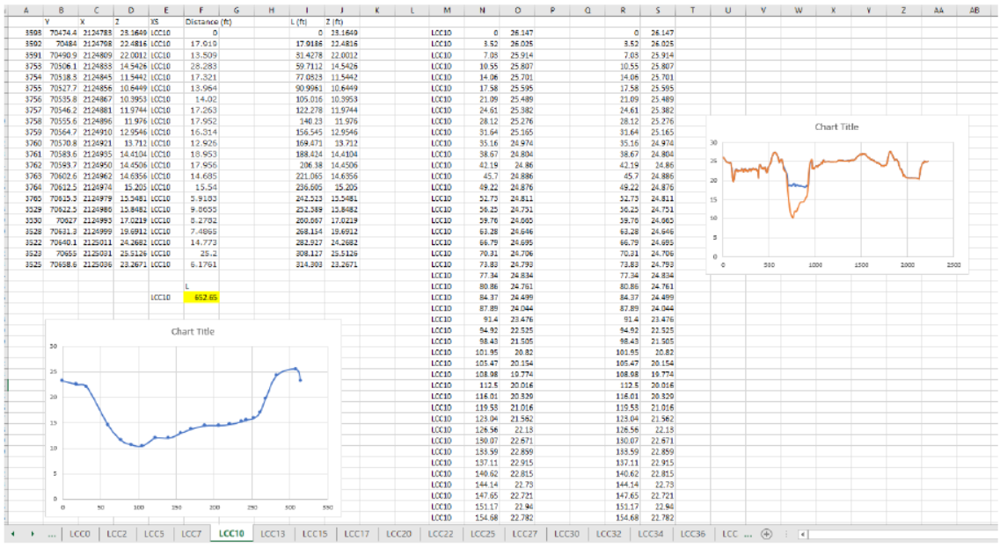 A B C D E F G H I J K L M N O P Q R S T U V W X Y Z AA AB
Y X Z XS Distance (ft) L (ft) Z (ft)
3593 70474.4 2124783 23.1649 LCC10 0 0 23.1649 LCC10 0 26.147 0 26.147
3592 70484 2124798 22.4816 LCC10 17.919 17.9186 22.4816 LCC10 3.52 26.025 3.52 26.025
3591 70490.9 2124809 22.0012 LCC10 13.509 31.4278 22.0012 LCC10 7.03 25.914 7.03 25.914
3753 70506.1 2124833 14.5426 LCC10 28.283 59.7112 14.5426 LCC10 10.55 25.807 10.55 25.807
3754 70518.3 2124845 11.5442 LCC10 17.321 77.0323 11.5442 LCC10 14.06 25.701 14.06 25.701
3755 70527.7 2124856 10.6449 LCC10 13.964 90.9961 10.6449 LCC10 17.58 25.595 17.58 25.595
3756 70535.8 2124867 10.3953 LCC10 14.02 105.016 10.3953 LCC10 21.09 25.489 21.09 25.489
3757 70546.2 2124881 11.9744 LCC10 17.263 122.278 11.9744 LCC10 24.61 25.382 24.61 25.382
3758 70555.6 2124896 11.976 LCC10 17.952 140.23 11.976 LCC10 28.12 25.276 28.12 25.276
3759 70564.7 2124910 12.9546 LCC10 16.314 156.545 12.9546 LCC10 31.64 25.165 31.64 25.165
3760 70570.8 2124921 13.712 LCC10 12.926 169.471 13.712 LCC10 35.16 24.974 35.16 24.974
3761 70583.6 2124935 14.4104 LCC10 18.953 188.424 14.4104 LCC10 38.67 24.804 38.67 24.804
3762 70593.7 2124950 14.4506 LCC10 17.956 206.38 14.4506 LCC10 42.19 24.86 42.19 24.86
3763 70602.6 2124962 14.6356 LCC10 14.685 221.065 14.6356 LCC10 45.7 24.886 45.7 24.886
3764 70612.5 2124974 15.205 LCC10 15.54 236.605 15.205 LCC10 49.22 24.876 49.22 24.876
3765 70615.5 2124979 15.5481 LCC10 5.9183 242.523 15.5481 LCC10 52.73 24.811 52.73 24.811
3529 70622.5 2124986 15.8482 LCC10 9.8655 252.389 15.8482 LCC10 56.25 24.751 56.25 24.751
3530 70627 2124993 17.0219 LCC10 8.2782 260.667 17.0219 LCC10 59.76 24.665 59.76 24.665
3528 70631.3 2124999 19.6912 LCC10 7.4865 268.154 19.6912 LCC10 63.28 24.646 63.28 24.646
3522 70640.1 2125011 24.2682 LCC10 14.773 282.927 24.2682 LCC10 66.79 24.695 66.79 24.695
3523 70655 2125031 25.5126 LCC10 25.2 308.127 25.5126 LCC10 70.31 24.706 70.31 24.706
3525 70658.6 2125036 23.2671 LCC10 6.1761 314.303 23.2671 LCC10 73.83 24.793 73.83 24.793
LCC10 77.34 24.834 77.34 24.834
L LCC10 80.86 24.761 80.86 24.761
LCC10 652.65 LCC10 84.37 24.499 84.37 24.499
LCC10 87.89 24.044 87.89 24.044
LCC10 91.4 23.476 91.4 23.476
LCC10 94.92 22.525 94.92 22.525
LCC10 98.43 21.505 98.43 21.505
LCC10 101.95 20.82 101.95 20.82
LCC10 105.47 20.154 105.47 20.154
LCC10 108.98 19.774 108.98 19.774
LCC10 112.5 20.016 112.5 20.016
LCC10 116.01 20.329 116.01 20.329
LCC10 119.53 21.016 119.53 21.016
LCC10 123.04 21.562 123.04 21.562
LCC10 126.56 22.13 126.56 22.13
LCC10 130.07 22.671 130.07 22.671
LCC10 133.59 22.859 133.59 22.859
LCC10 137.11 22.915 137.11 22.915
LCC10 140.62 22.815 140.62 22.815
LCC10 144.14 22.73 144.14 22.73
LCC10 147.65 22.721 147.65 22.721
LCC10 151.17 22.94 151.17 22.94
LCC10 154.68 22.782 154.68 22.782
Chart Title
30
25
20
15
10
5
0
0 500 1000 1500 2000 2500
Chart Title
30
25
20
15
10
5
0
0 50 100 150 200 250 300 350
... LCC0 LCC2 LCC5 LCC7 LCC10 LCC13 LCC15 LCC17 LCC20 LCC22 LCC25 LCC27 LCC30 LCC32 LCC34 LCC36 LCC ...